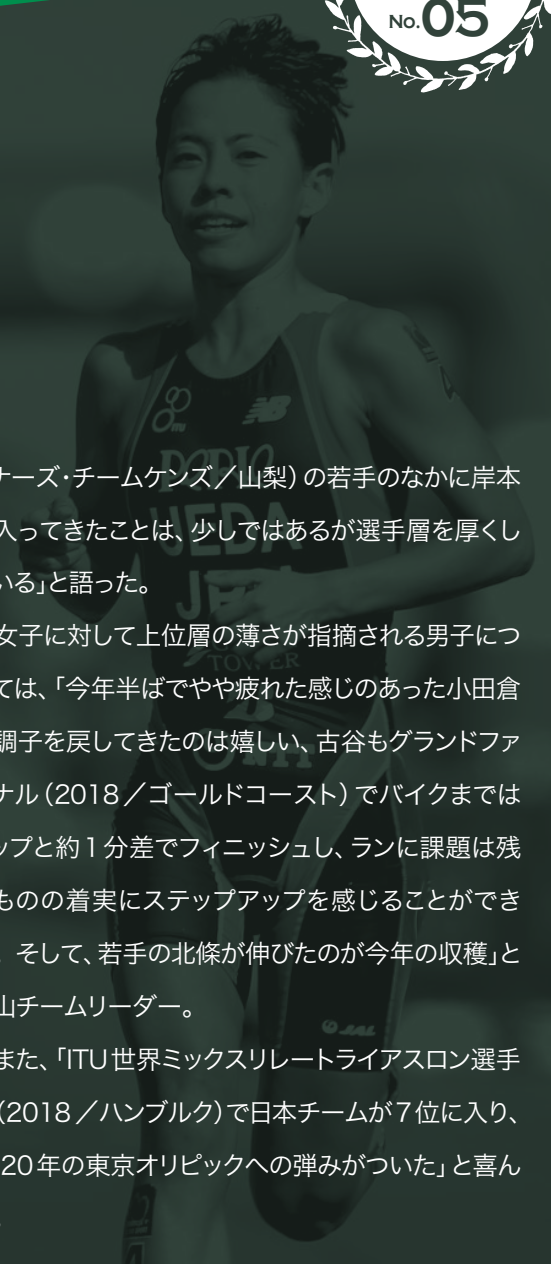 No.05
ITU
NB
UEDA
TOWER
ナーズ・チームケンズ／山梨）の若手のなかに岸本
入ってきたことは、少しではあるが選手層を厚くし
いる」と語った。
女子に対して上位層の薄さが指摘される男子につ
ては、「今年半ばでやや疲れた感じのあった小田倉
調子を戻してきたのは嬉しい、古谷もグランドファ
ナル（2018／ゴールドコースト）でバイクまでは
ップと約1分差でフィニッシュし、ランに課題は残
ものの着実にステップアップを感じることができ
そして、若手の北條が伸びたのが今年の収穫」と
山チームリーダー。
また、「ITU世界ミックスリレートライアスロン選手
（2018／ハンブルク）で日本チームが7位に入り、
20年の東京オリピックへの弾みがついた」と喜ん
JAL